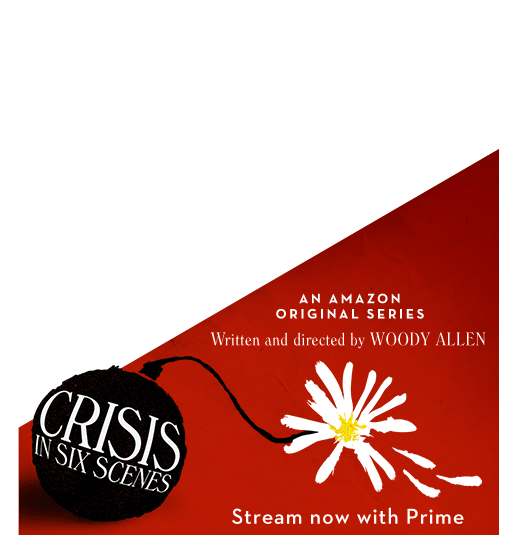 AN AMAZON
ORIGINAL SERIES
Written and directed by WOODY ALLEN
CRISIS
IN SIX SCENES
Stream now with Prime